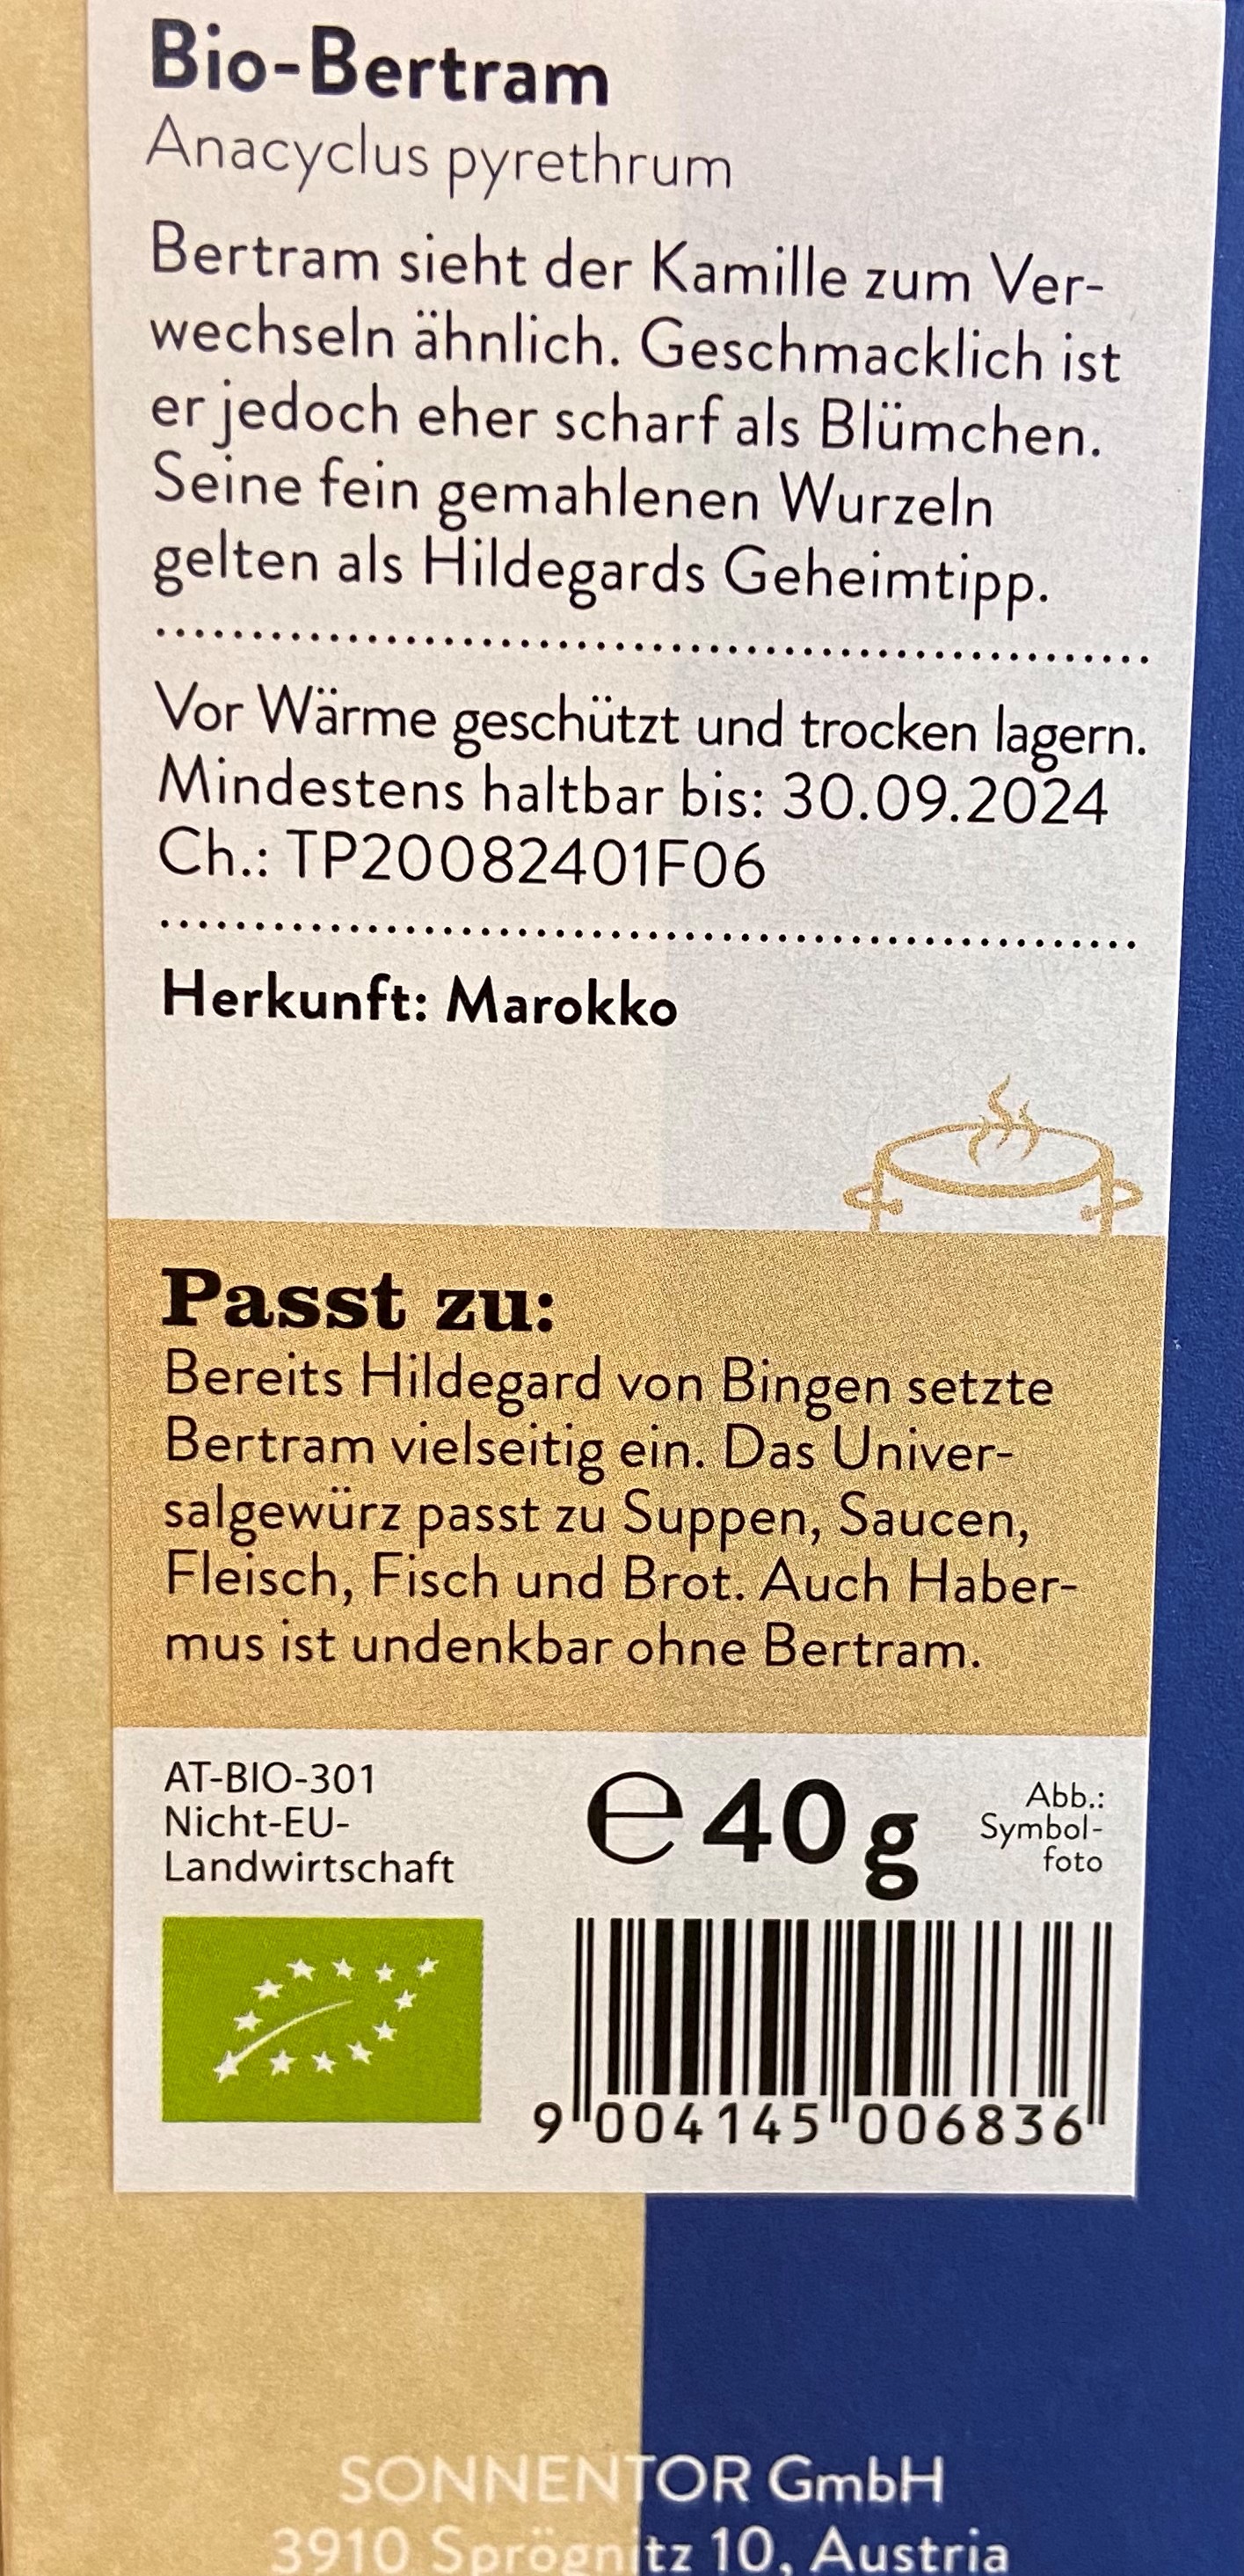 Bio-Bertram
Anacyclus pyrethrum
Bertram sieht der Kamille zum Ver-
wechseln ähnlich. Geschmacklich ist
er jedoch eher scharf als Blümchen.
Seine fein gemahlenen Wurzeln
gelten als Hildegards Geheimtipp.
Vor Wärme geschützt und trocken lagern.
Mindestens haltbar bis: 30.09.2024
Ch.: TP20082401F06
Herkunft: Marokko
Passt zu:
Bereits Hildegard von Bingen setzte
Bertram vielseitig ein. Das Univer-
salgewürz passt zu Suppen, Saucen,
Fleisch, Fisch und Brot. Auch Haber-
mus ist undenkbar ohne Bertram.
AT-BIO-301
Nicht-EU-
Landwirtschaft
℮ 40 g
Abb.:
Symbol-
foto
9 004145 006836
SONNENTOR GmbH
3910 Sprögnitz 10, Austria